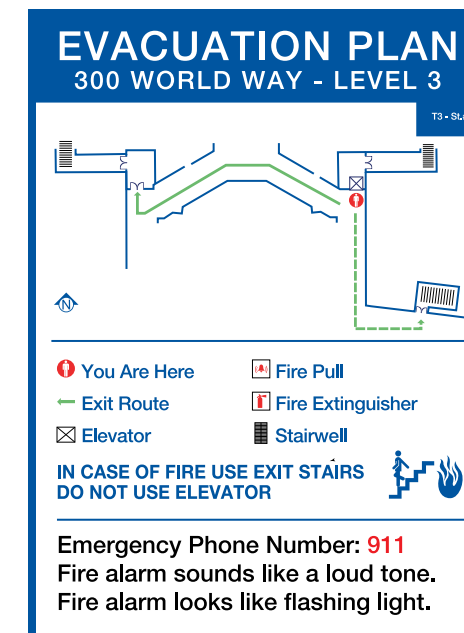 EVACUATION PLAN
300 WORLD WAY - LEVEL 3
T3 -
N
You Are Here
Fire Pull
Exit Route
Fire Extinguisher
Elevator
Stairwell
IN CASE OF FIRE USE EXIT STAIRS
DO NOT USE ELEVATOR
Emergency Phone Number: 911
Fire alarm sounds like a loud tone.
Fire alarm looks like flashing light.